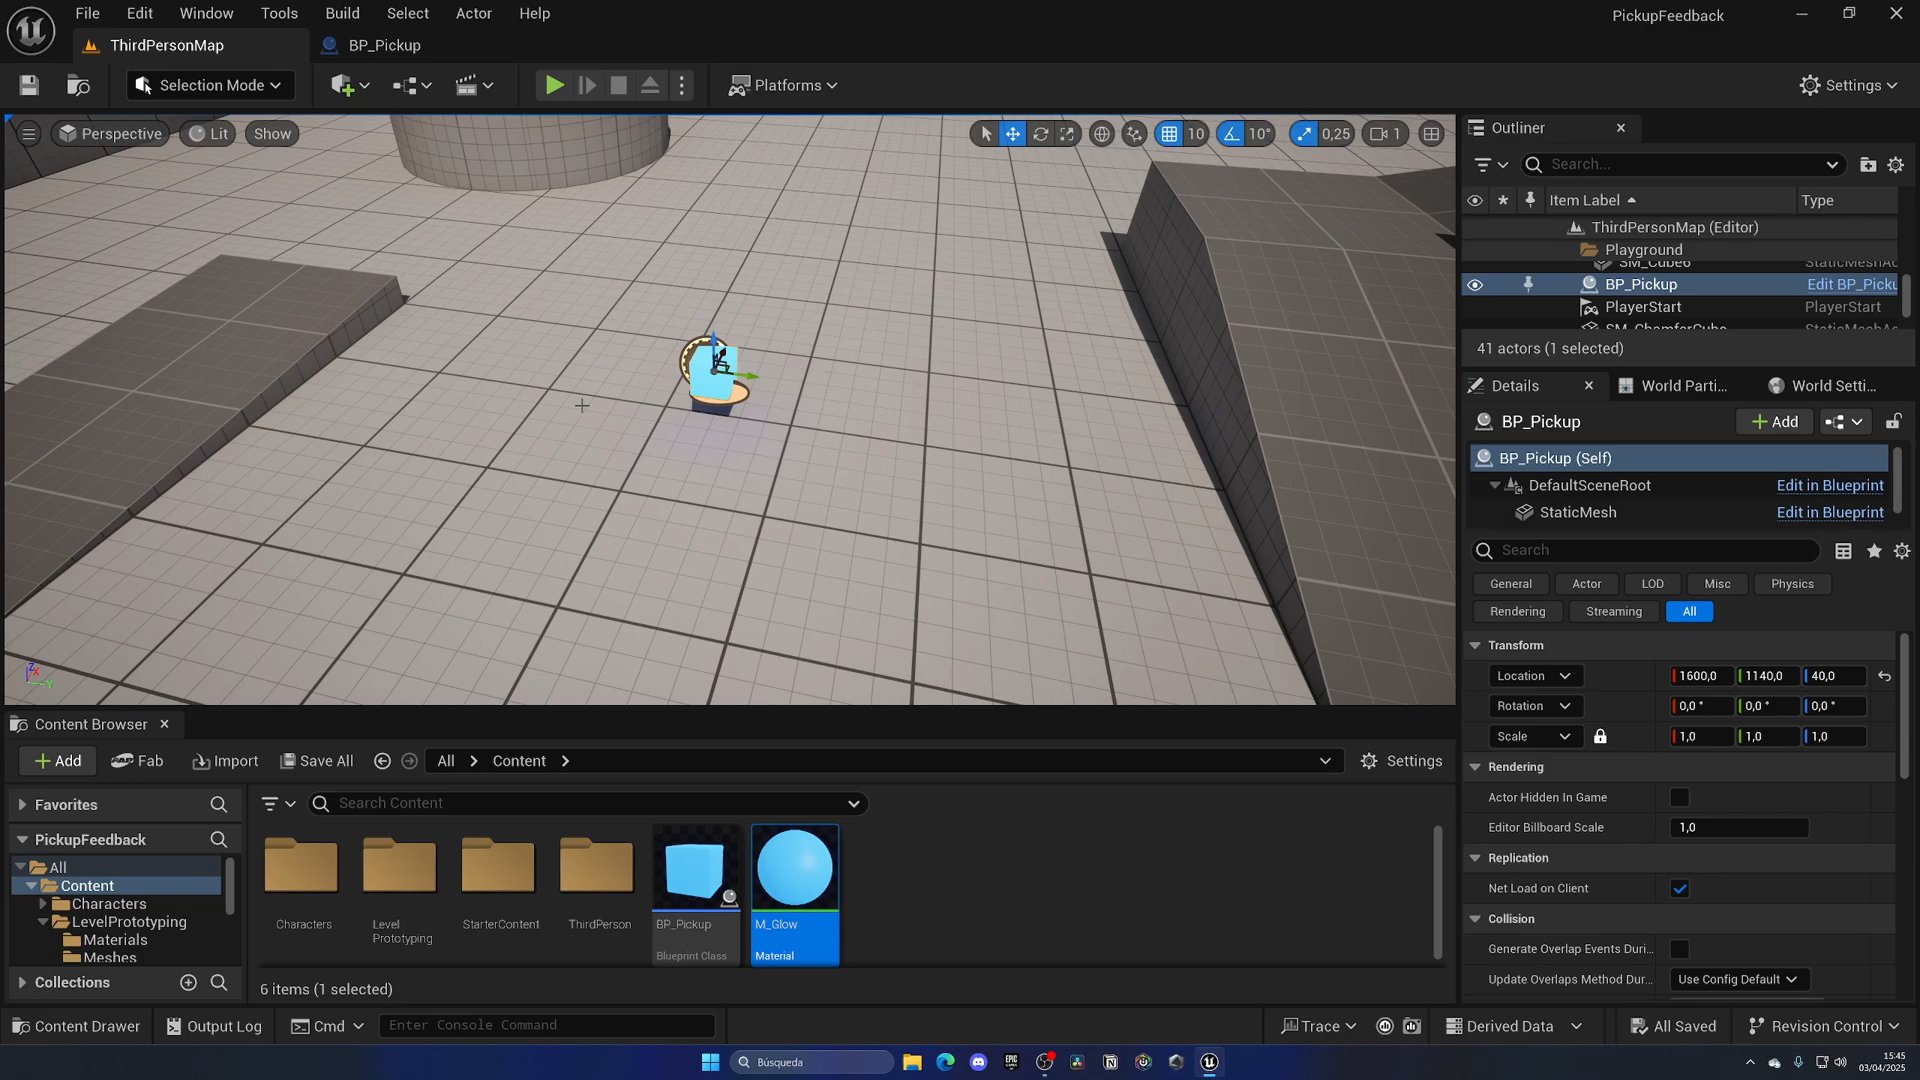 File Edit Window Tools Build Select Actor Help
PickupFeedback
ThirdPersonMap
BP_Pickup
Selection Mode
Platforms
Settings
Perspective
Lit
Show
10
10°
0,25
1
Outliner
Search...
Item Label
Type
ThirdPersonMap (Editor)
Playground
SM_Cube6
StaticMeshAc
BP_Pickup
Edit BP_Picku
PlayerStart
PlayerStart
SM_ChamferCube
StaticMeshAc
41 actors (1 selected)
Details
World Parti...
World Setti...
BP_Pickup
Add
BP_Pickup (Self)
DefaultSceneRoot
Edit in Blueprint
StaticMesh
Edit in Blueprint
Search
General
Actor
LOD
Misc
Physics
Rendering
Streaming
All
Transform
Location
1600,0
1140,0
40,0
Rotation
0,0 °
0,0 °
0,0 °
Scale
1,0
1,0
1,0
Rendering
Actor Hidden In Game
Editor Billboard Scale
1,0
Replication
Net Load on Client
Collision
Generate Overlap Events Duri...
Update Overlaps Method Dur...
Use Config Default
Z
X
Y
Content Browser
Add
Fab
Import
Save All
All
Content
Settings
Favorites
Search Content
PickupFeedback
All
Content
Characters
LevelPrototyping
Materials
Meshes
Collections
Characters
Level
Prototyping
StarterContent
ThirdPerson
BP_Pickup
Blueprint Class
M_Glow
Material
6 items (1 selected)
Content Drawer
Output Log
Cmd
Enter Console Command
Trace
Derived Data
All Saved
Revision Control
Búsqueda
EPIC
15:45
03/04/2025